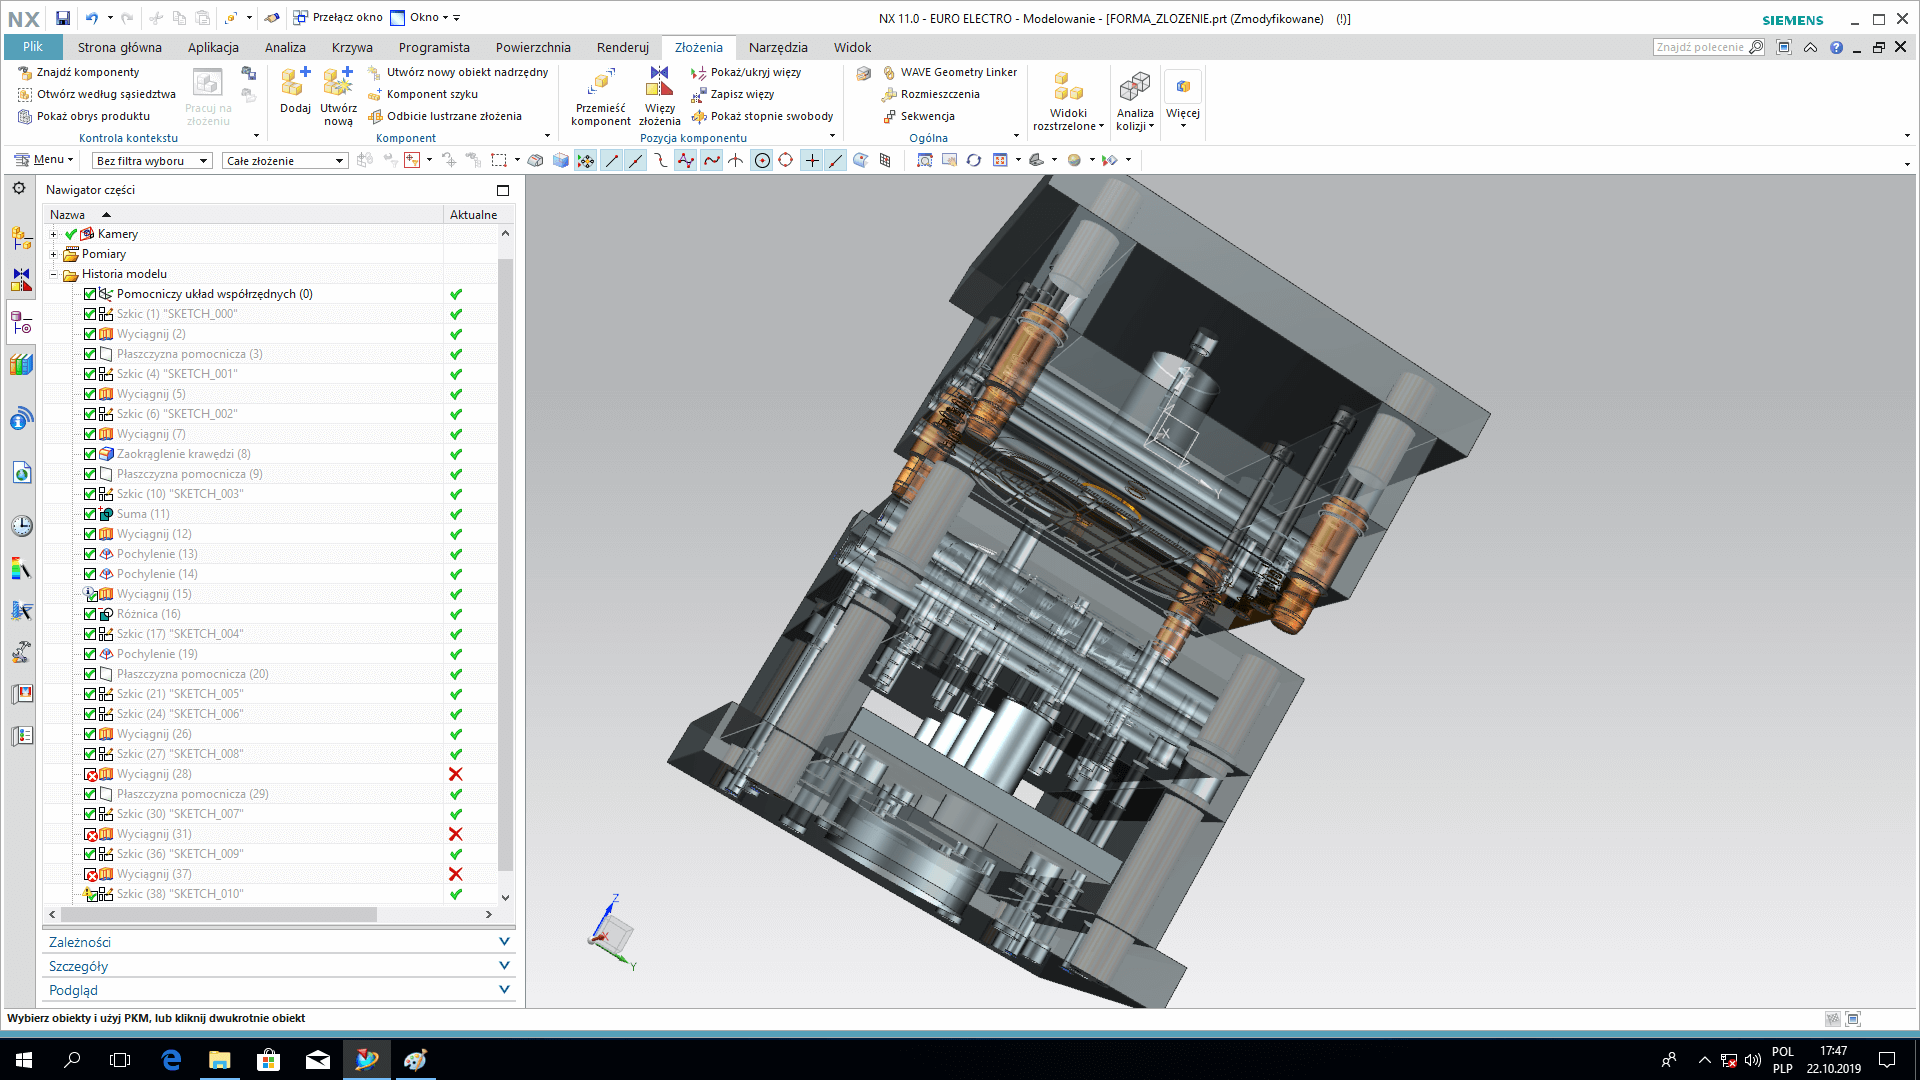 NX
Przełącz okno
Okno
NX 11.0 - EURO ELECTRO - Modelowanie - [FORMA_ZLOZENIE.prt (Zmodyfikowane)   (!)]
SIEMENS
Plik
Strona główna
Aplikacja
Analiza
Krzywa
Programista
Powierzchnia
Renderuj
Złożenia
Narzędzia
Widok
Znajdź polecenie
Znajdź komponenty
Otwórz według sąsiedztwa
Pokaż obrys produktu
Pracuj na
złożeniu
Kontrola kontekstu
Dodaj
Utwórz
nową
Utwórz nowy obiekt nadrzędny
Komponent szyku
Odbicie lustrzane złożenia
Komponent
Przemieść
komponent
Więzy
złożenia
Pokaż/ukryj więzy
Zapisz więzy
Pokaż stopnie swobody
Pozycja komponentu
WAVE Geometry Linker
Rozmieszczenia
Sekwencja
Ogólna
Widoki
rozstrzelone
Analiza
kolizji
Więcej
Menu
Bez filtra wyboru
Całe złożenie
Nawigator części
Nazwa
Aktualne
Kamery
Pomiary
Historia modelu
Pomocniczy układ współrzędnych (0)
Szkic (1) "SKETCH_000"
Wyciągnij (2)
Płaszczyzna pomocnicza (3)
Szkic (4) "SKETCH_001"
Wyciągnij (5)
Szkic (6) "SKETCH_002"
Wyciągnij (7)
Zaokrąglenie krawędzi (8)
Płaszczyzna pomocnicza (9)
Szkic (10) "SKETCH_003"
Suma (11)
Wyciągnij (12)
Pochylenie (13)
Pochylenie (14)
Wyciągnij (15)
Różnica (16)
Szkic (17) "SKETCH_004"
Pochylenie (19)
Płaszczyzna pomocnicza (20)
Szkic (21) "SKETCH_005"
Szkic (24) "SKETCH_006"
Wyciągnij (26)
Szkic (27) "SKETCH_008"
Wyciągnij (28)
Płaszczyzna pomocnicza (29)
Szkic (30) "SKETCH_007"
Wyciągnij (31)
Szkic (36) "SKETCH_009"
Wyciągnij (37)
Szkic (38) "SKETCH_010"
Zależności
Szczegóły
Podgląd
X
Y
Z
X
Y
Wybierz obiekty i użyj PKM, lub kliknij dwukrotnie obiekt
POL
PLP
17:47
22.10.2019